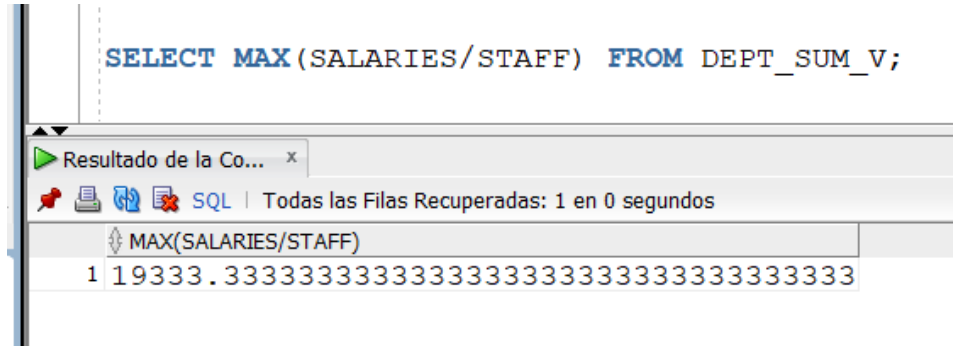 SELECT MAX(SALARIES/STAFF) FROM DEPT_SUM_V;
Resultado de la Co... x
SQL | Todas las Filas Recuperadas: 1 en 0 segundos
MAX(SALARIES/STAFF)
1 19333.3333333333333333333333333333333333